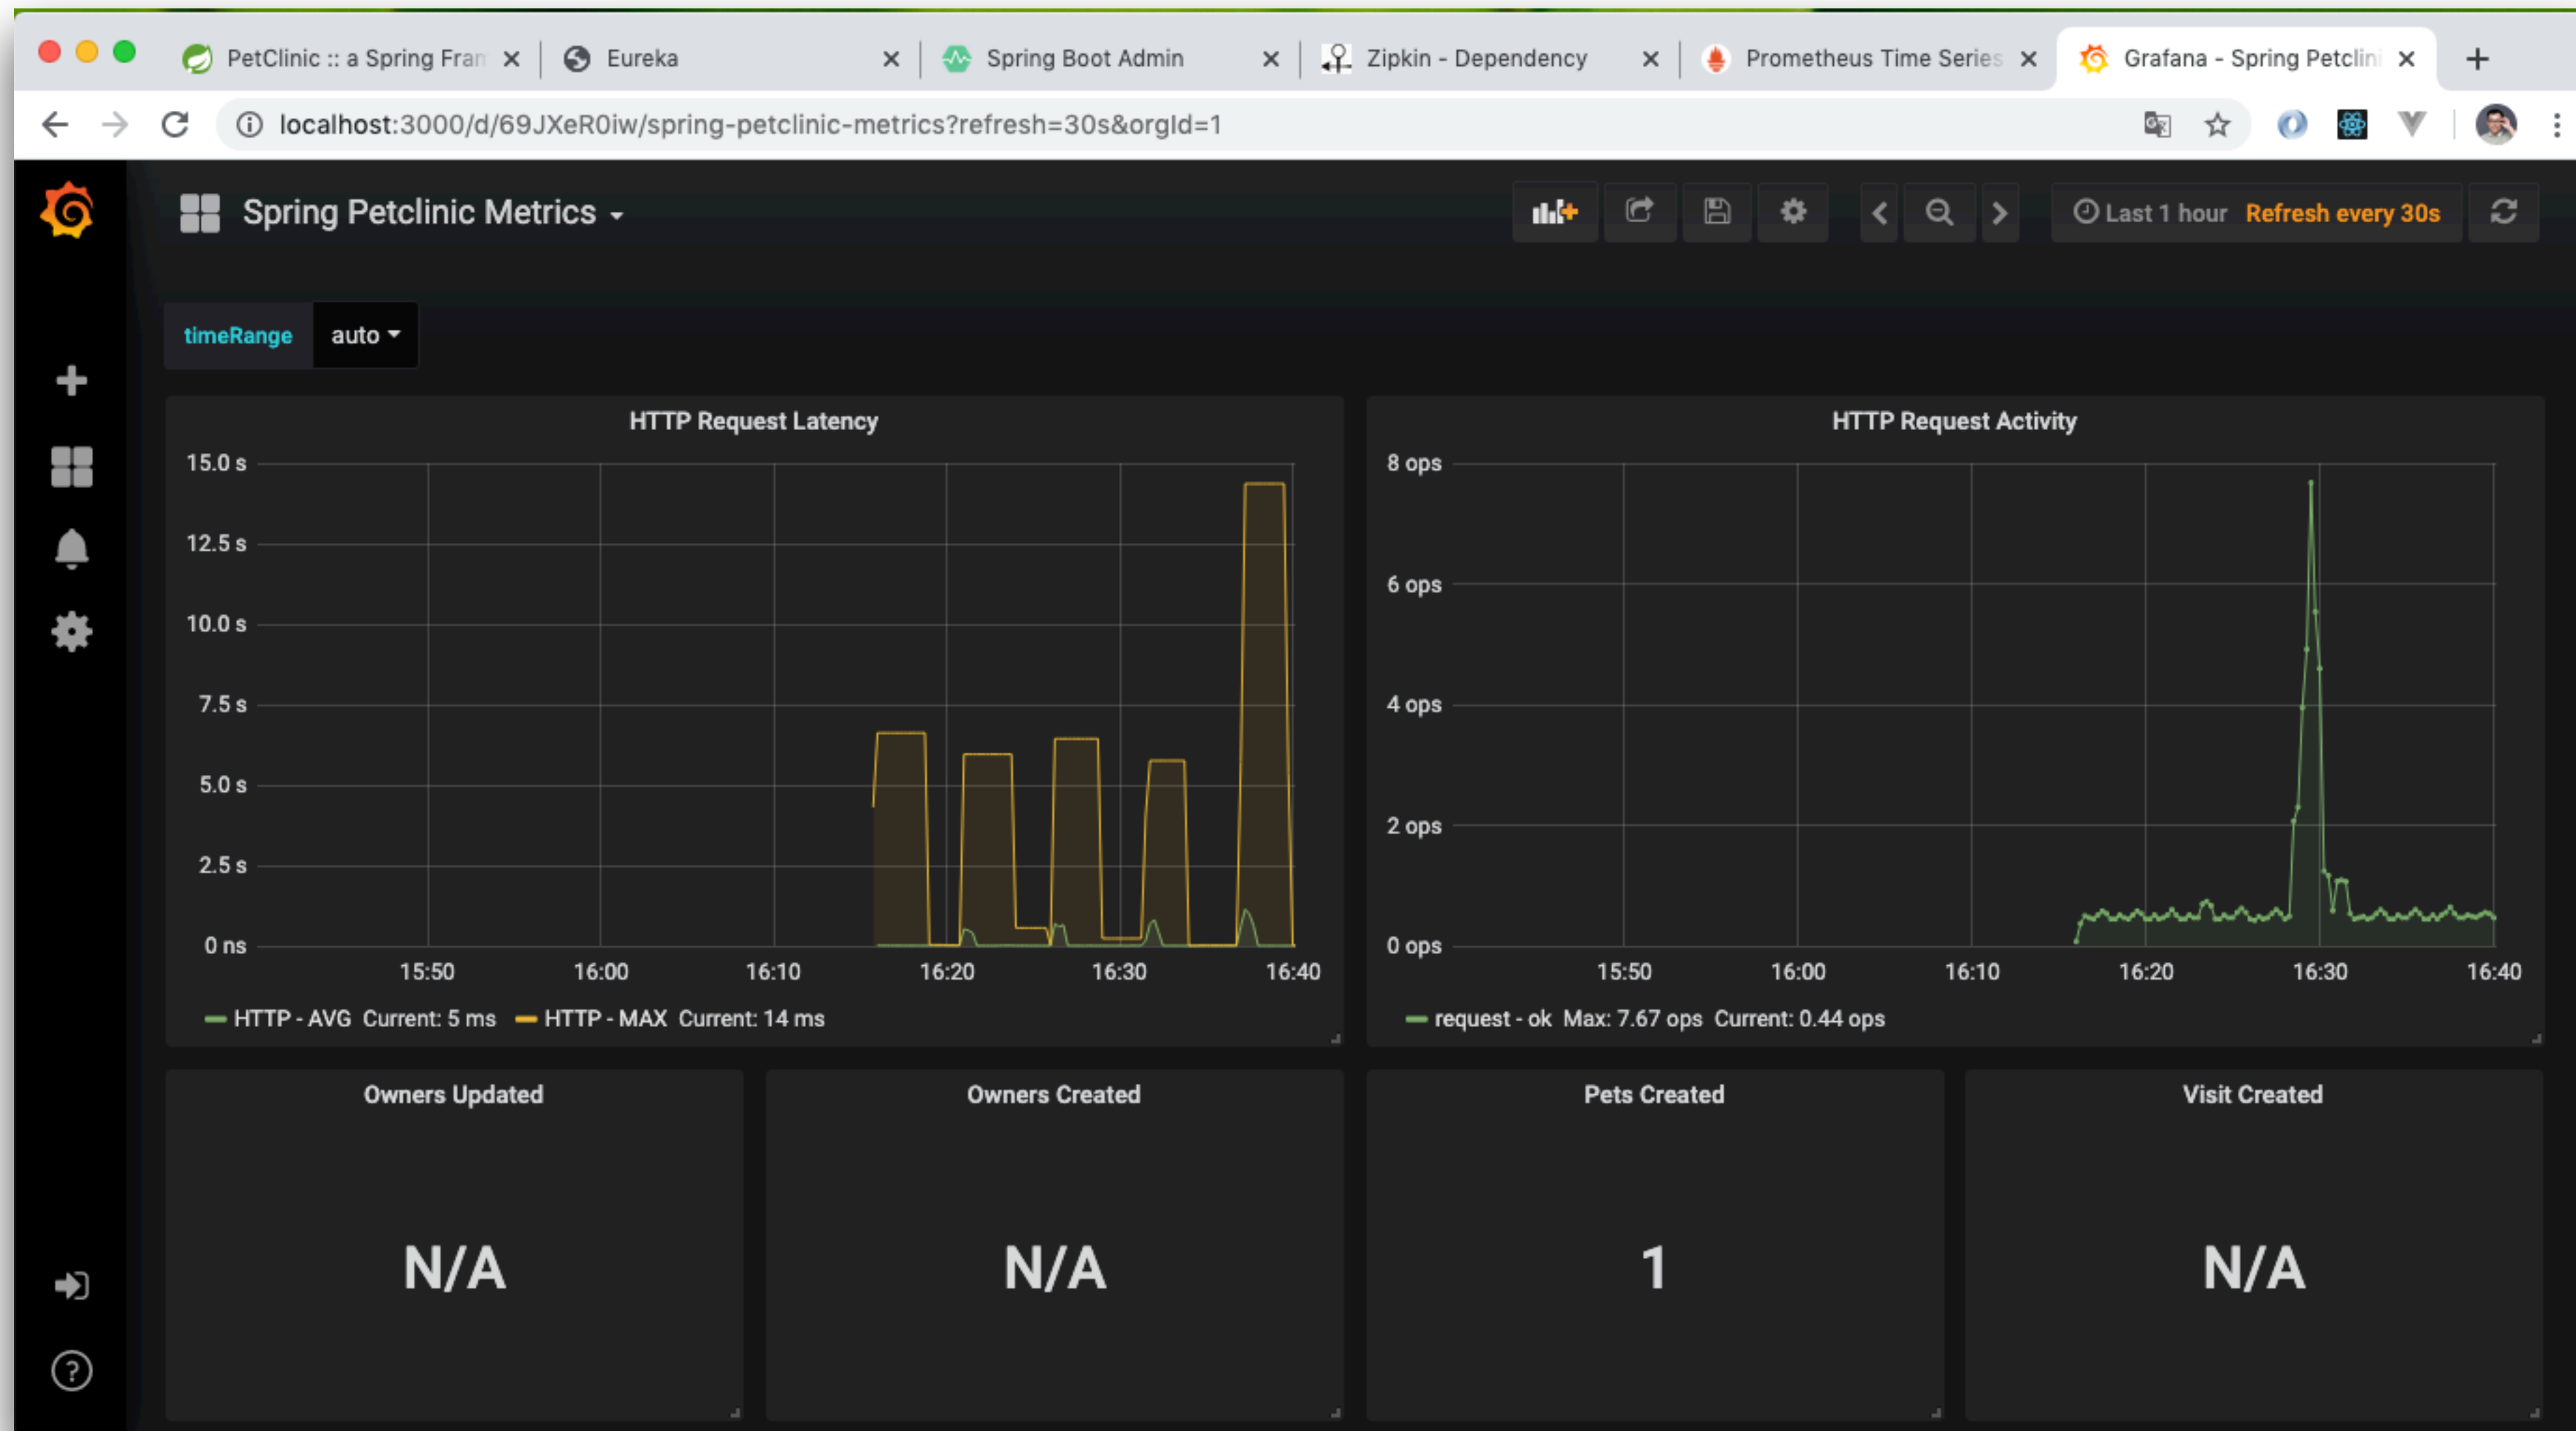 PetClinic :: a Spring Fram
Eureka
Spring Boot Admin
Zipkin - Dependency
Prometheus Time Series
Grafana - Spring Petclini
localhost:3000/d/69JXeR0iw/spring-petclinic-metrics?refresh=30s&orgId=1
Spring Petclinic Metrics
Last 1 hour Refresh every 30s
timeRange auto
HTTP Request Latency
15.0 s
12.5 s
10.0 s
7.5 s
5.0 s
2.5 s
0 ns
15:50 16:00 16:10 16:20 16:30 16:40
HTTP - AVG Current: 5 ms HTTP - MAX Current: 14 ms
HTTP Request Activity
8 ops
6 ops
4 ops
2 ops
0 ops
15:50 16:00 16:10 16:20 16:30 16:40
request - ok Max: 7.67 ops Current: 0.44 ops
Owners Updated
N/A
Owners Created
N/A
Pets Created
1
Visit Created
N/A